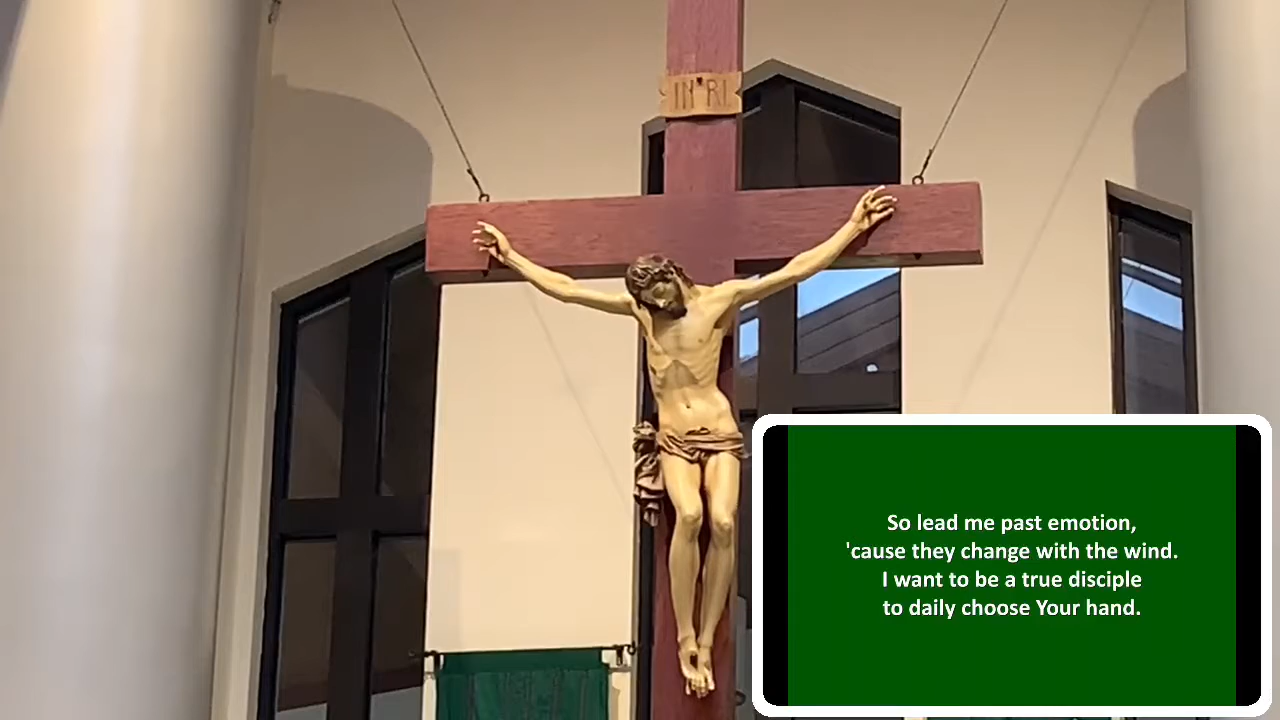 INRI
So lead me past emotion,
'cause they change with the wind.
I want to be a true disciple
to daily choose Your hand.